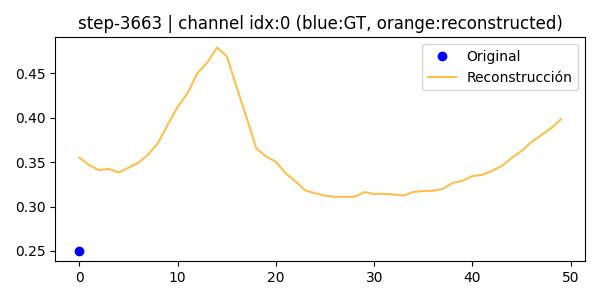 step-3663 | channel idx:0 (blue:GT, orange:reconstructed)
Original
Reconstrucción
0.45
0.40
0.35
0.30
0.25
0 10 20 30 40 50